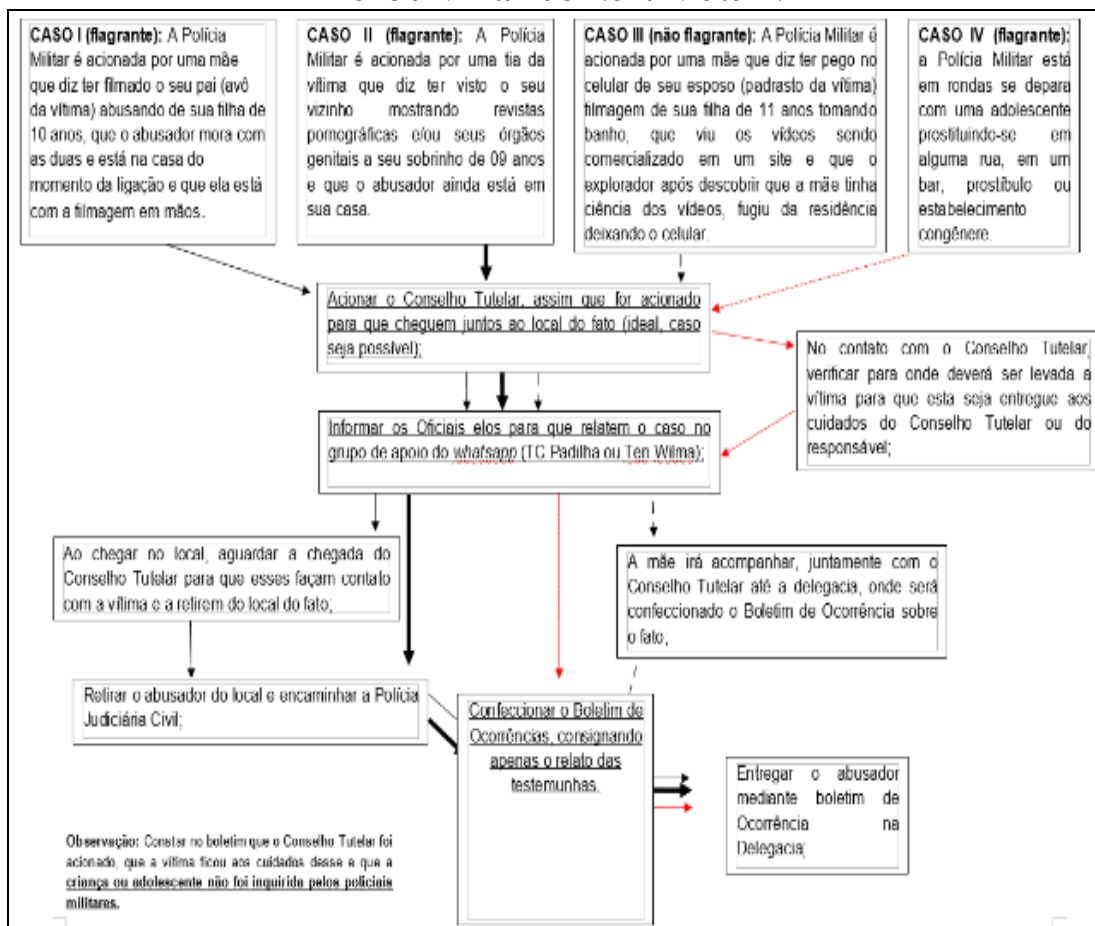 CASO I (flagrante): A Polícia
Militar é acionada por uma mãe
que diz ter filmado o seu pai (avô
da vítima) abusando de sua filha de
10 anos, que o abusador mora com
as duas e está na casa do
momento da ligação e que ela está
com a filmagem em mãos.
CASO II (flagrante): A Polícia
Militar é acionada por uma tia da
vítima que diz ter visto o seu
vizinho mostrando revistas
pornográficas e/ou seus órgãos
genitais a seu sobrinho de 09 anos
e que o abusador ainda está em
sua casa.
CASO III (não flagrante): A Polícia Militar é
acionada por uma mãe que diz ter pego no
celular de seu esposo (padrasto da vítima)
filmagem de sua filha de 11 anos tomando
banho, que viu os vídeos sendo
comercializado em um site e que o
explorador após descobrir que a mãe tinha
ciência dos vídeos, fugiu da residência
deixando o celular.
CASO IV (flagrante):
a Polícia Militar está
em rondas se depara
com uma adolescente
prostituindo-se em
alguma rua, em um
bar, prostíbulo ou
estabelecimento
congênere.
Acionar o Conselho Tutelar, assim que for acionado
para que cheguem juntos ao local do fato (ideal, caso
seja possível);
No contato com o Conselho Tutelar,
verificar para onde deverá ser levada a
vítima para que esta seja entregue aos
cuidados do Conselho Tutelar ou do
responsável;
Informar os Oficiais elos para que relatem o caso no
grupo de apoio do whatsapp (TC Padilha ou Ten Wilma);
Ao chegar no local, aguardar a chegada do
Conselho Tutelar para que esses façam contato
com a vítima e a retirem do local do fato;
A mãe irá acompanhar, juntamente com o
Conselho Tutelar até a delegacia, onde será
confeccionado o Boletim de Ocorrência sobre
o fato;
Retirar o abusador do local e encaminhar a Polícia
Judiciária Civil;
Confeccionar o Boletim de
Ocorrências, consignando
apenas o relato das
testemunhas.
Entregar o abusador
mediante boletim de
Ocorrência na
Delegacia;
Observação: Constar no boletim que o Conselho Tutelar foi
acionado, que a vítima ficou aos cuidados desse e que a
criança ou adolescente não foi inquirida pelos policiais
militares.